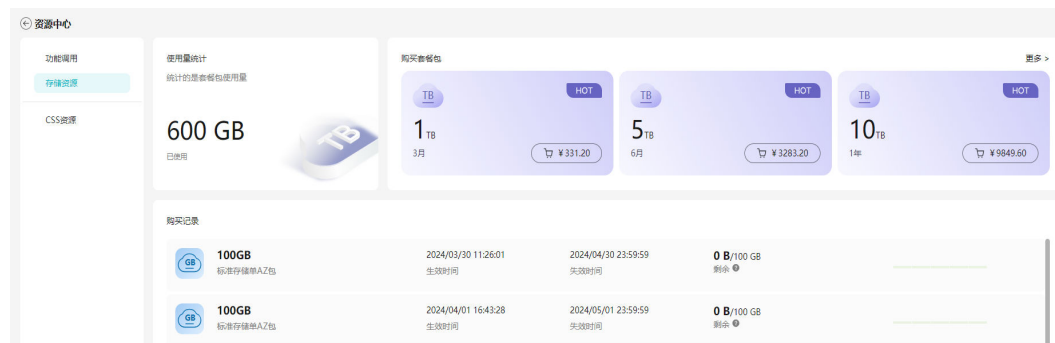 资源中心
功能调用
存储资源
CSS资源
使用量统计
统计的是套餐包使用量
600 GB
已使用
TB
购买套餐包
更多 >
TB
HOT
1 TB
3月
¥ 331.20
TB
HOT
5 TB
6月
¥ 3283.20
TB
HOT
10 TB
1年
¥ 9849.60
购买记录
GB
100GB
标准存储单AZ包
2024/03/30 11:26:01
生效时间
2024/04/30 23:59:59
失效时间
0 B/100 GB
剩余
GB
100GB
标准存储单AZ包
2024/04/01 16:43:28
生效时间
2024/05/01 23:59:59
失效时间
0 B/100 GB
剩余